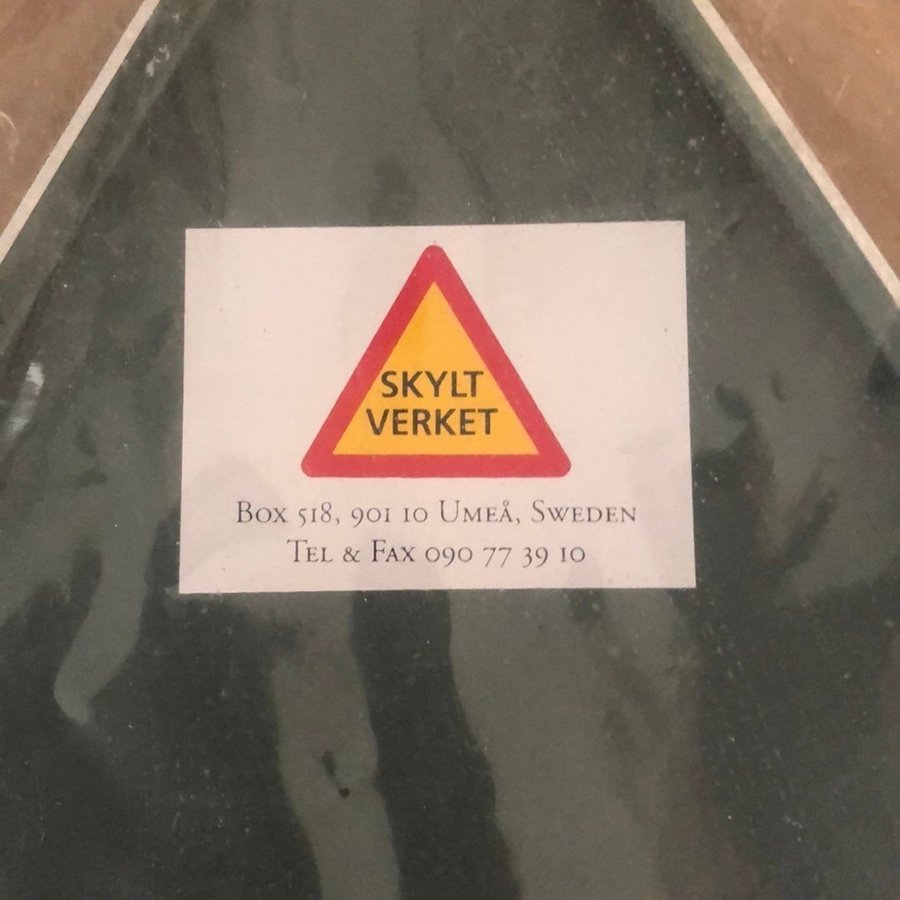 SKYLT
VERKET
Box 518, 901 10 Umeå, Sweden
Tel & Fax 090 77 39 10